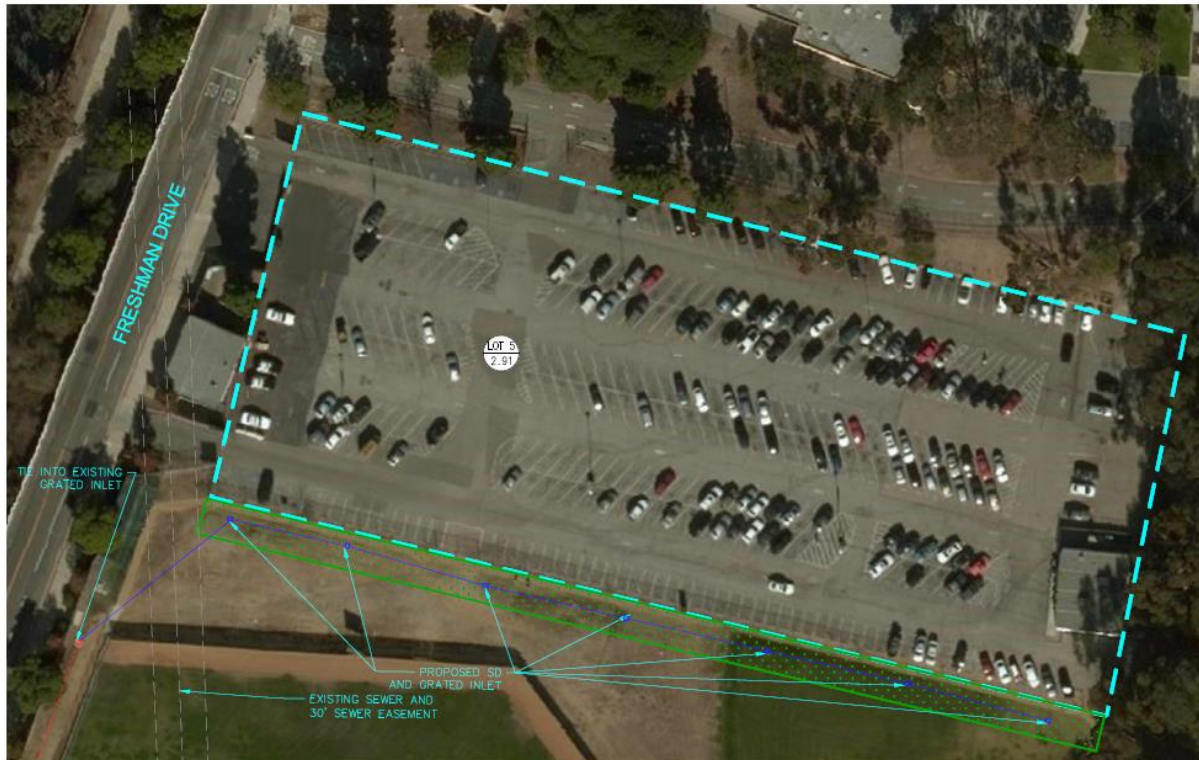 FRESHMAN DRIVE
LOT 5
2.91
TIE INTO EXISTING
GRATED INLET
PROPOSED SD
AND GRATED INLET
EXISTING SEWER AND
30' SEWER EASEMENT